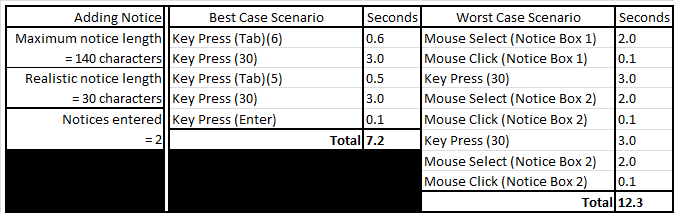 Adding Notice Best Case Scenario Seconds Worst Case Scenario Seconds
Maximum notice length Key Press (Tab)(6) 0.6 Mouse Select (Notice Box 1) 2.0
= 140 characters Key Press (30) 3.0 Mouse Click (Notice Box 1) 0.1
Realistic notice length Key Press (Tab)(5) 0.5 Key Press (30) 3.0
= 30 characters Key Press (30) 3.0 Mouse Select (Notice Box 2) 2.0
Notices entered Key Press (Enter) 0.1 Mouse Click (Notice Box 2) 0.1
= 2 Total 7.2 Key Press (30) 3.0
Mouse Select (Notice Box 2) 2.0
Mouse Click (Notice Box 2) 0.1
Total 12.3